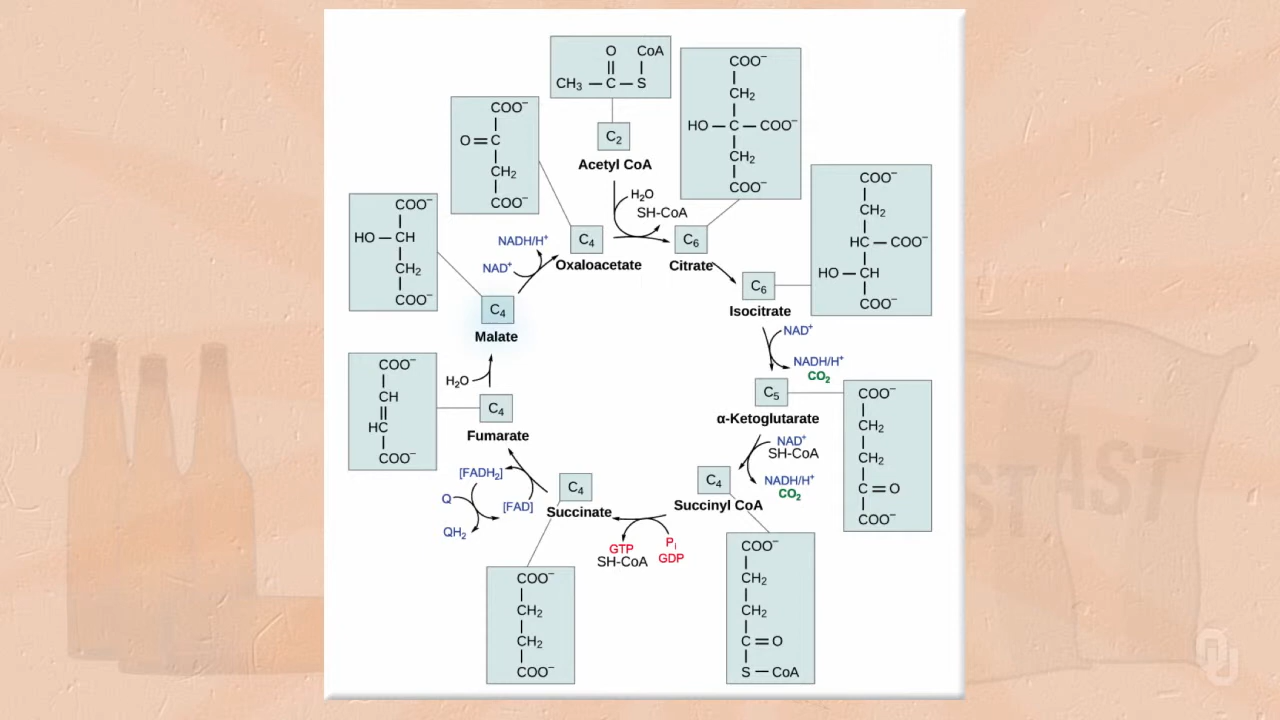 O CoA
||
CH₃ — C — S
C₂
Acetyl CoA
H₂O
SH-CoA
COO⁻
CH₂
HO — C — COO⁻
CH₂
COO⁻
C₆
Citrate
COO⁻
CH₂
HC — COO⁻
HO — CH
COO⁻
C₆
Isocitrate
NAD⁺
NADH/H⁺
CO₂
C₅
α-Ketoglutarate
COO⁻
CH₂
CH₂
C = O
COO⁻
NAD⁺
SH-CoA
NADH/H⁺
CO₂
C₄
Succinyl CoA
COO⁻
CH₂
CH₂
C = O
S — CoA
Pᵢ
GDP
GTP
SH-CoA
C₄
Succinate
COO⁻
CH₂
CH₂
COO⁻
[FAD]
[FADH₂]
Q
QH₂
C₄
Fumarate
COO⁻
CH
||
HC
COO⁻
H₂O
C₄
Malate
COO⁻
HO — CH
CH₂
COO⁻
NAD⁺
NADH/H⁺
C₄
Oxaloacetate
COO⁻
O = C
CH₂
COO⁻
OU